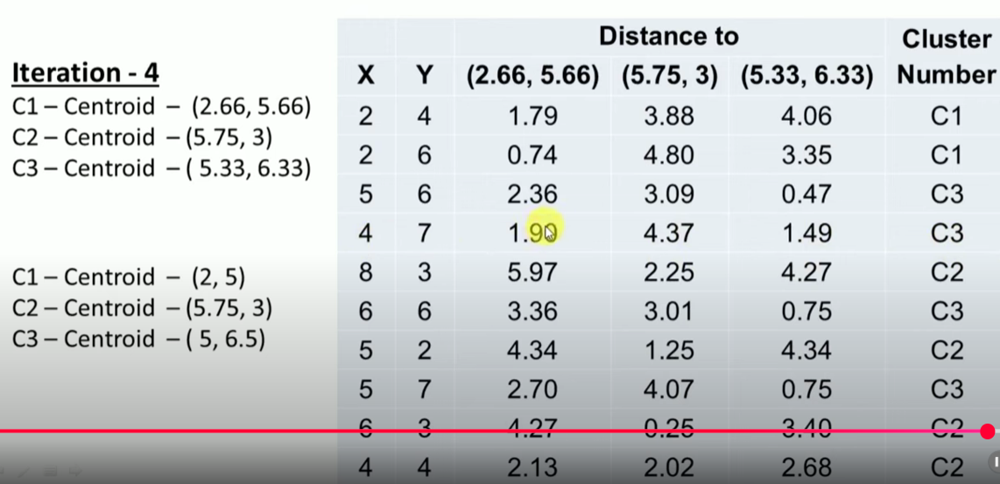 Iteration - 4
C1 – Centroid – (2.66, 5.66)
C2 – Centroid – (5.75, 3)
C3 – Centroid – ( 5.33, 6.33)
C1 – Centroid – (2, 5)
C2 – Centroid – (5.75, 3)
C3 – Centroid – ( 5, 6.5)
Distance to Cluster
X Y (2.66, 5.66) (5.75, 3) (5.33, 6.33) Number
2 4 1.79 3.88 4.06 C1
2 6 0.74 4.80 3.35 C1
5 6 2.36 3.09 0.47 C3
4 7 1.90 4.37 1.49 C3
8 3 5.97 2.25 4.27 C2
6 6 3.36 3.01 0.75 C3
5 2 4.34 1.25 4.34 C2
5 7 2.70 4.07 0.75 C3
6 3 4.27 0.25 3.40 C2
4 4 2.13 2.02 2.68 C2